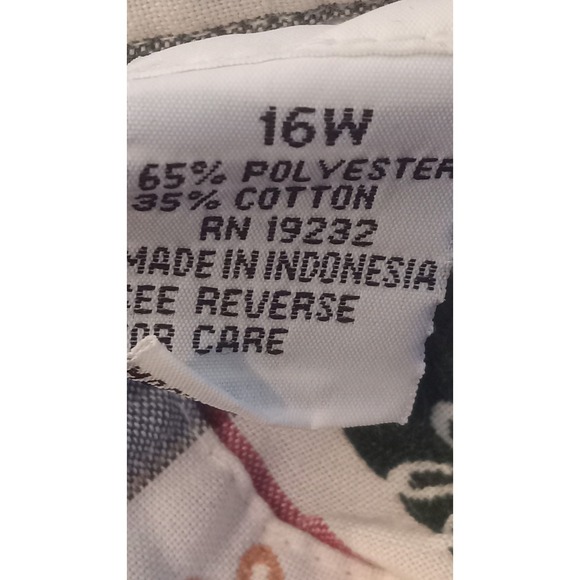 16W
65% POLYESTER
35% COTTON
RN 19232
MADE IN INDONESIA
SEE REVERSE
FOR CARE